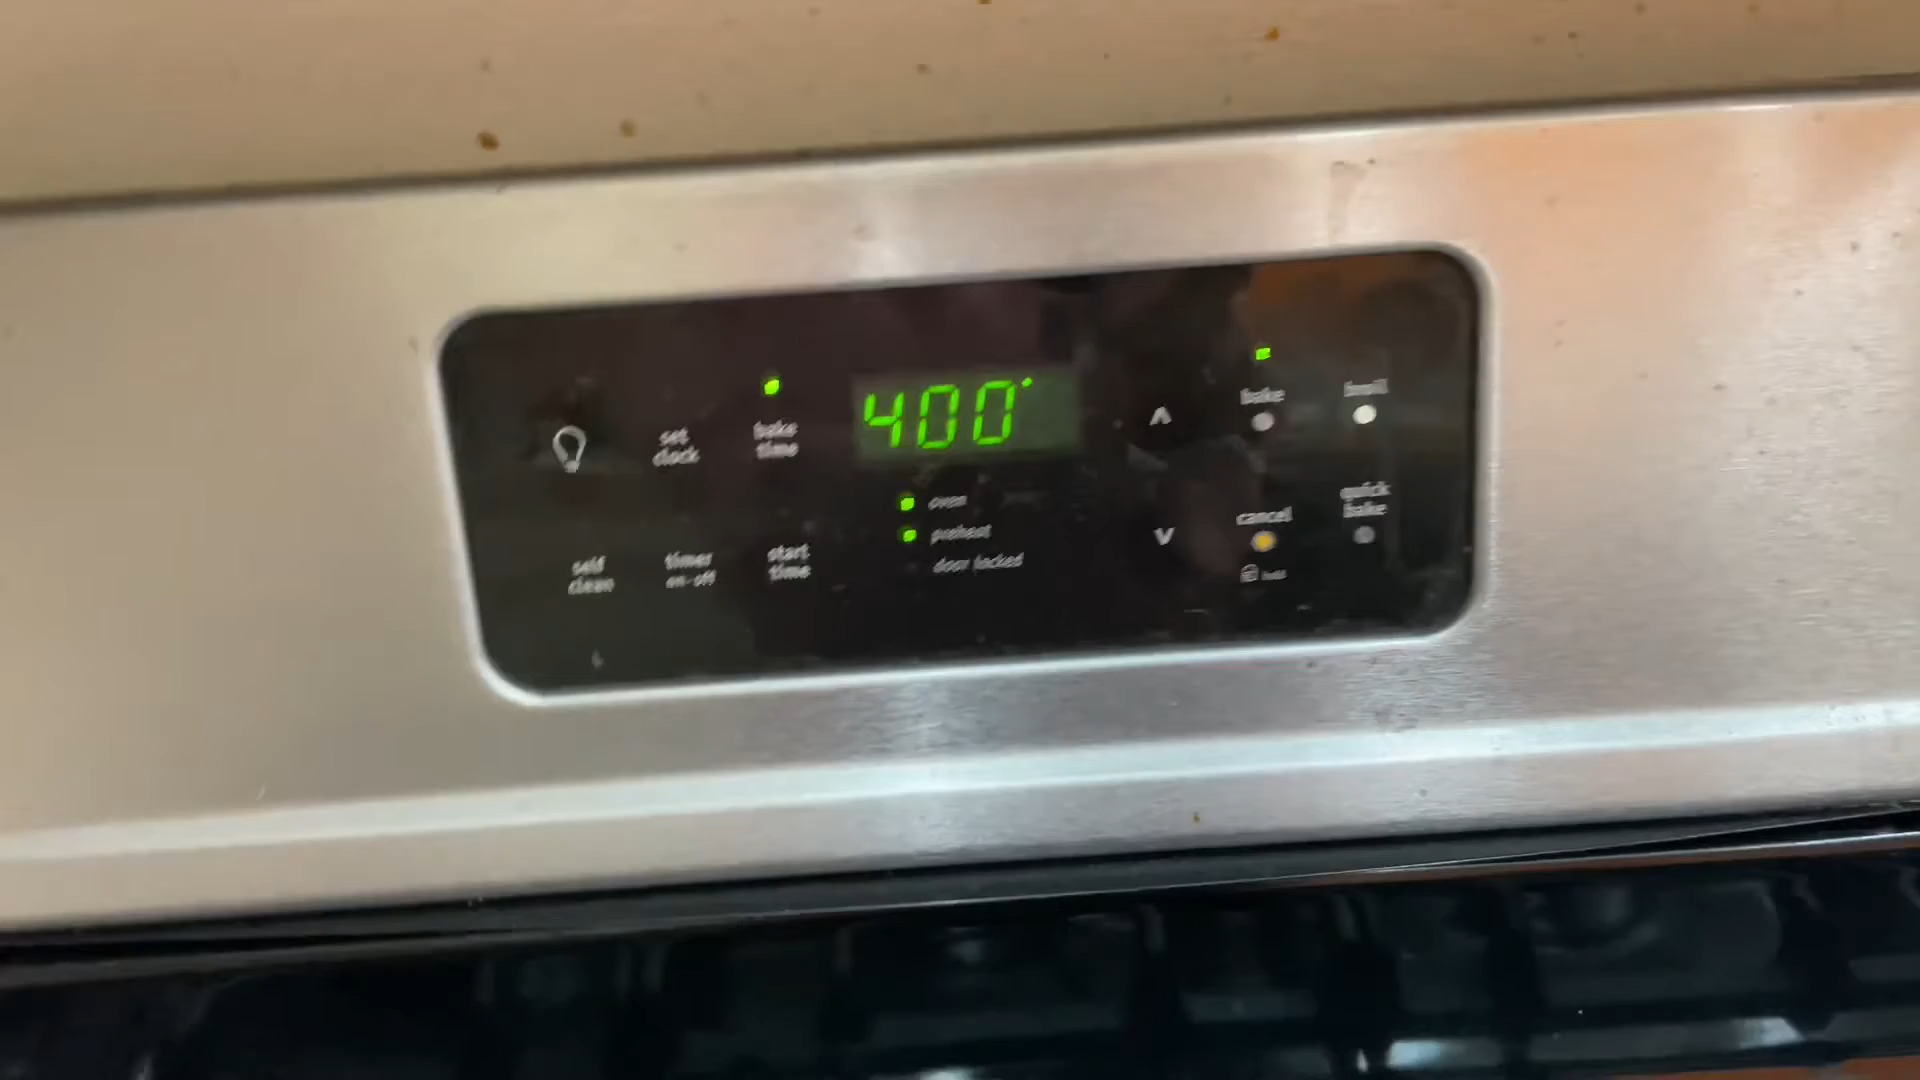 set
clock
bake
time
400°
bake
broil
oven
preheat
door locked
cancel
quick
bake
self
clean
timer
on-off
start
time